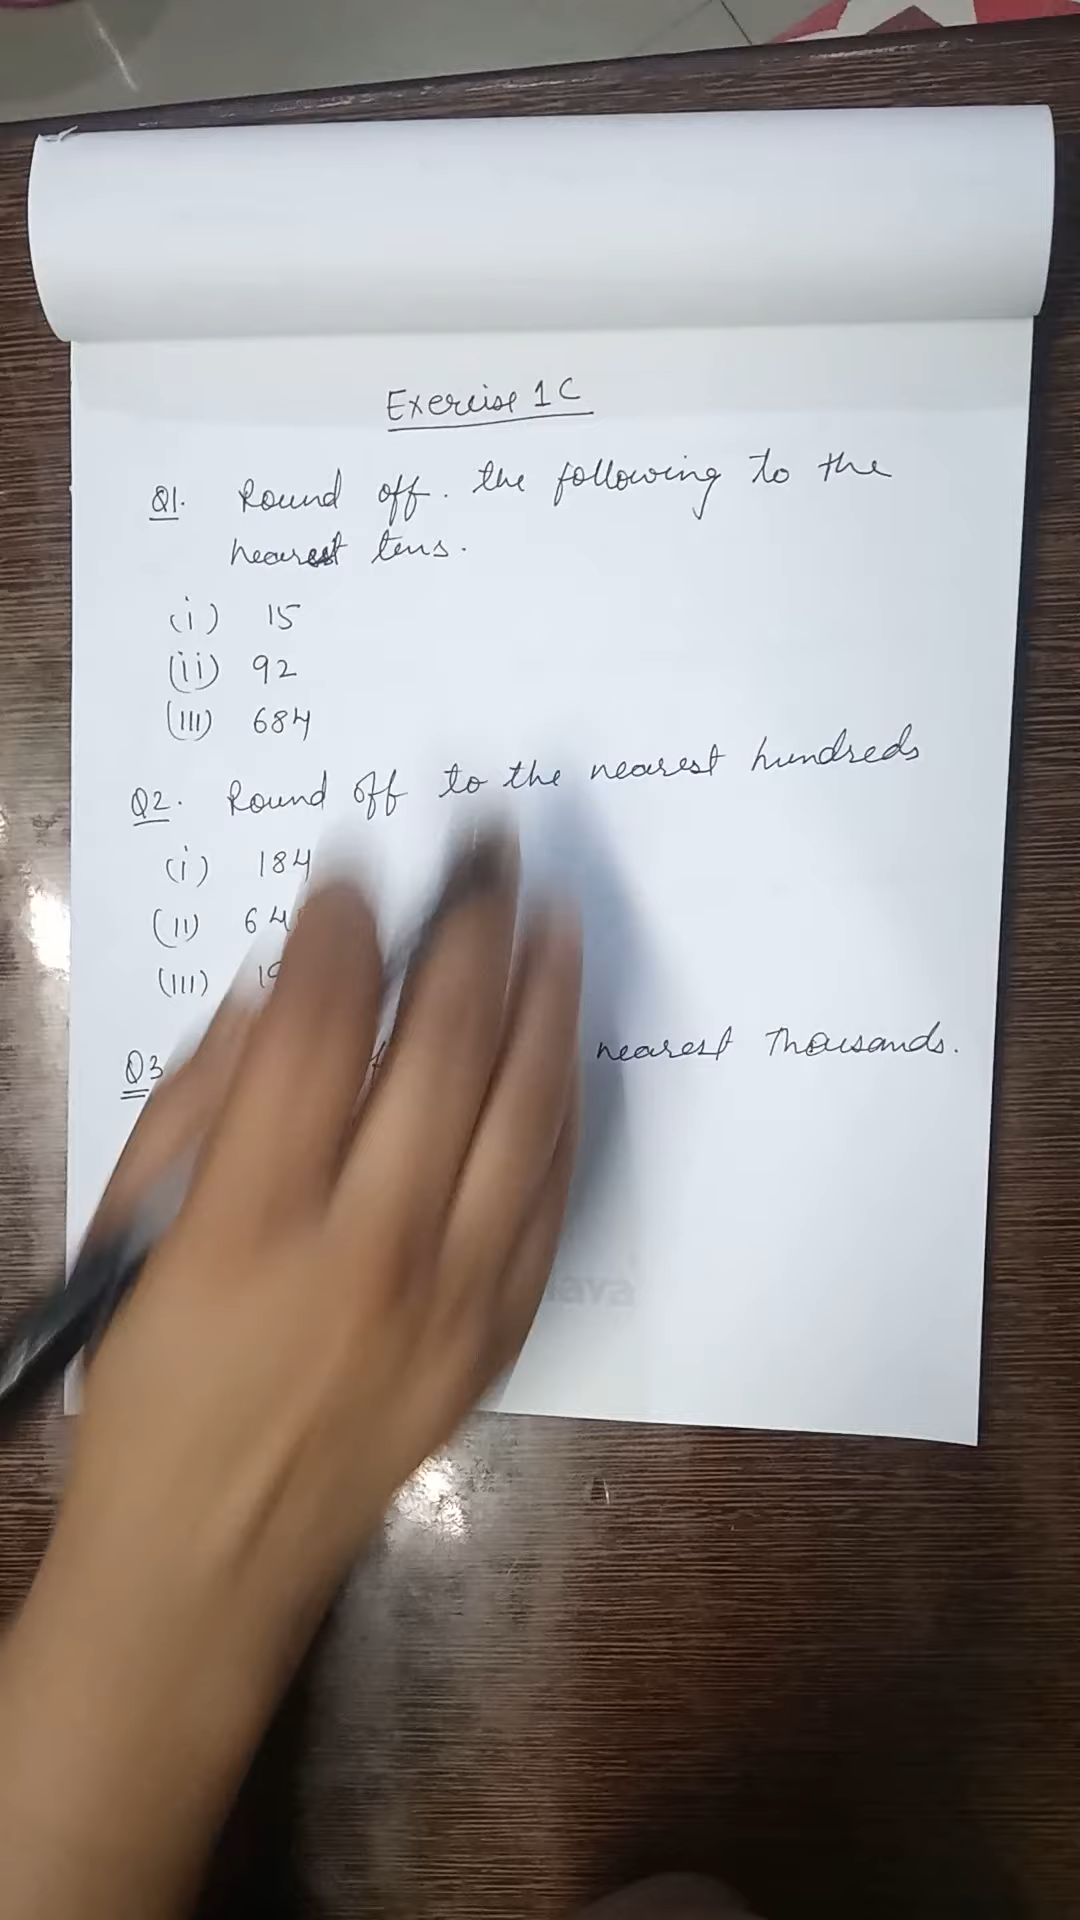 Exercise 1C
Q1. Round off. the following to the
nearest tens.
(i) 15
(ii) 92
(III) 684
Q2. Round off to the nearest hundreds
(i) 184
(II)
(III)
Q3 nearest Thousands.